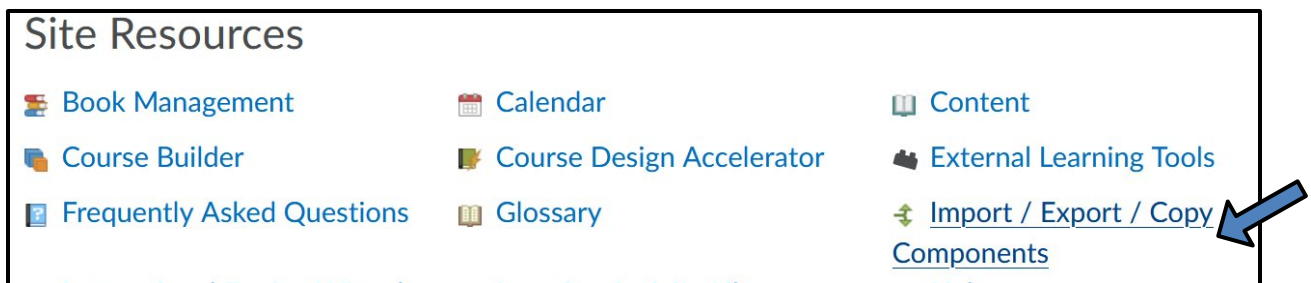 Site Resources
Book Management
Calendar
Content
Course Builder
Course Design Accelerator
External Learning Tools
Frequently Asked Questions
Glossary
Import / Export / Copy
Components